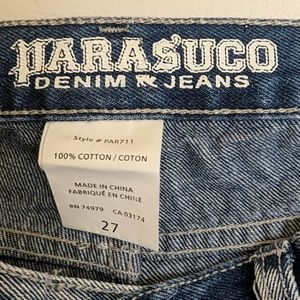 PARASUCO
DENIM & JEANS
Style # PAR711
100% COTTON / COTON
MADE IN CHINA
FABRIQUÉ EN CHINE
RN 74979 CA 03174
27